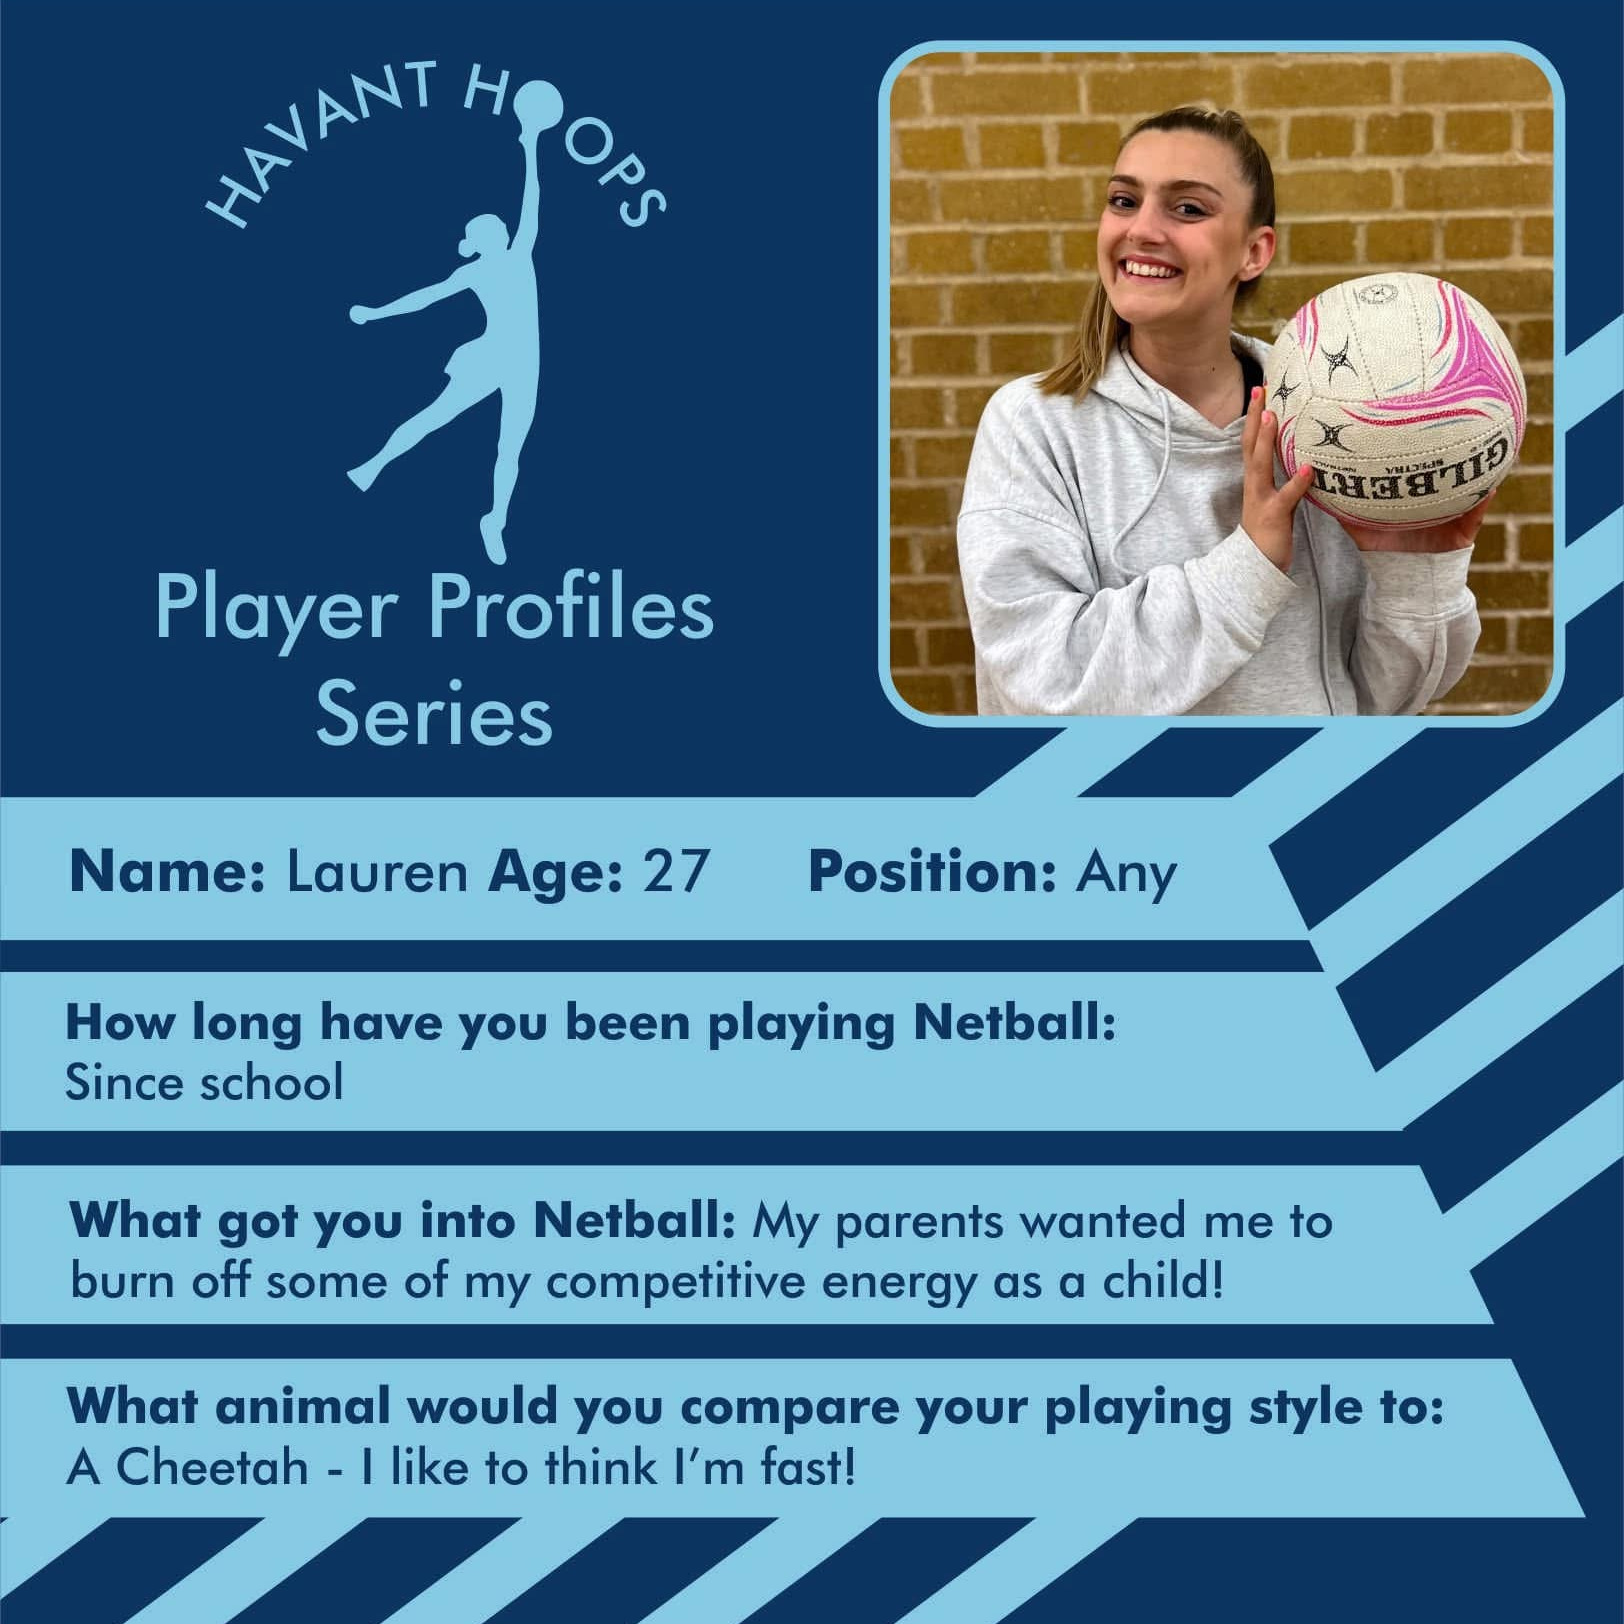 HAVANT HOOPS
Player Profiles
Series
GILBERT
SPECTRA
Name: Lauren Age: 27 Position: Any
How long have you been playing Netball:
Since school
What got you into Netball: My parents wanted me to
burn off some of my competitive energy as a child!
What animal would you compare your playing style to:
A Cheetah - I like to think I'm fast!